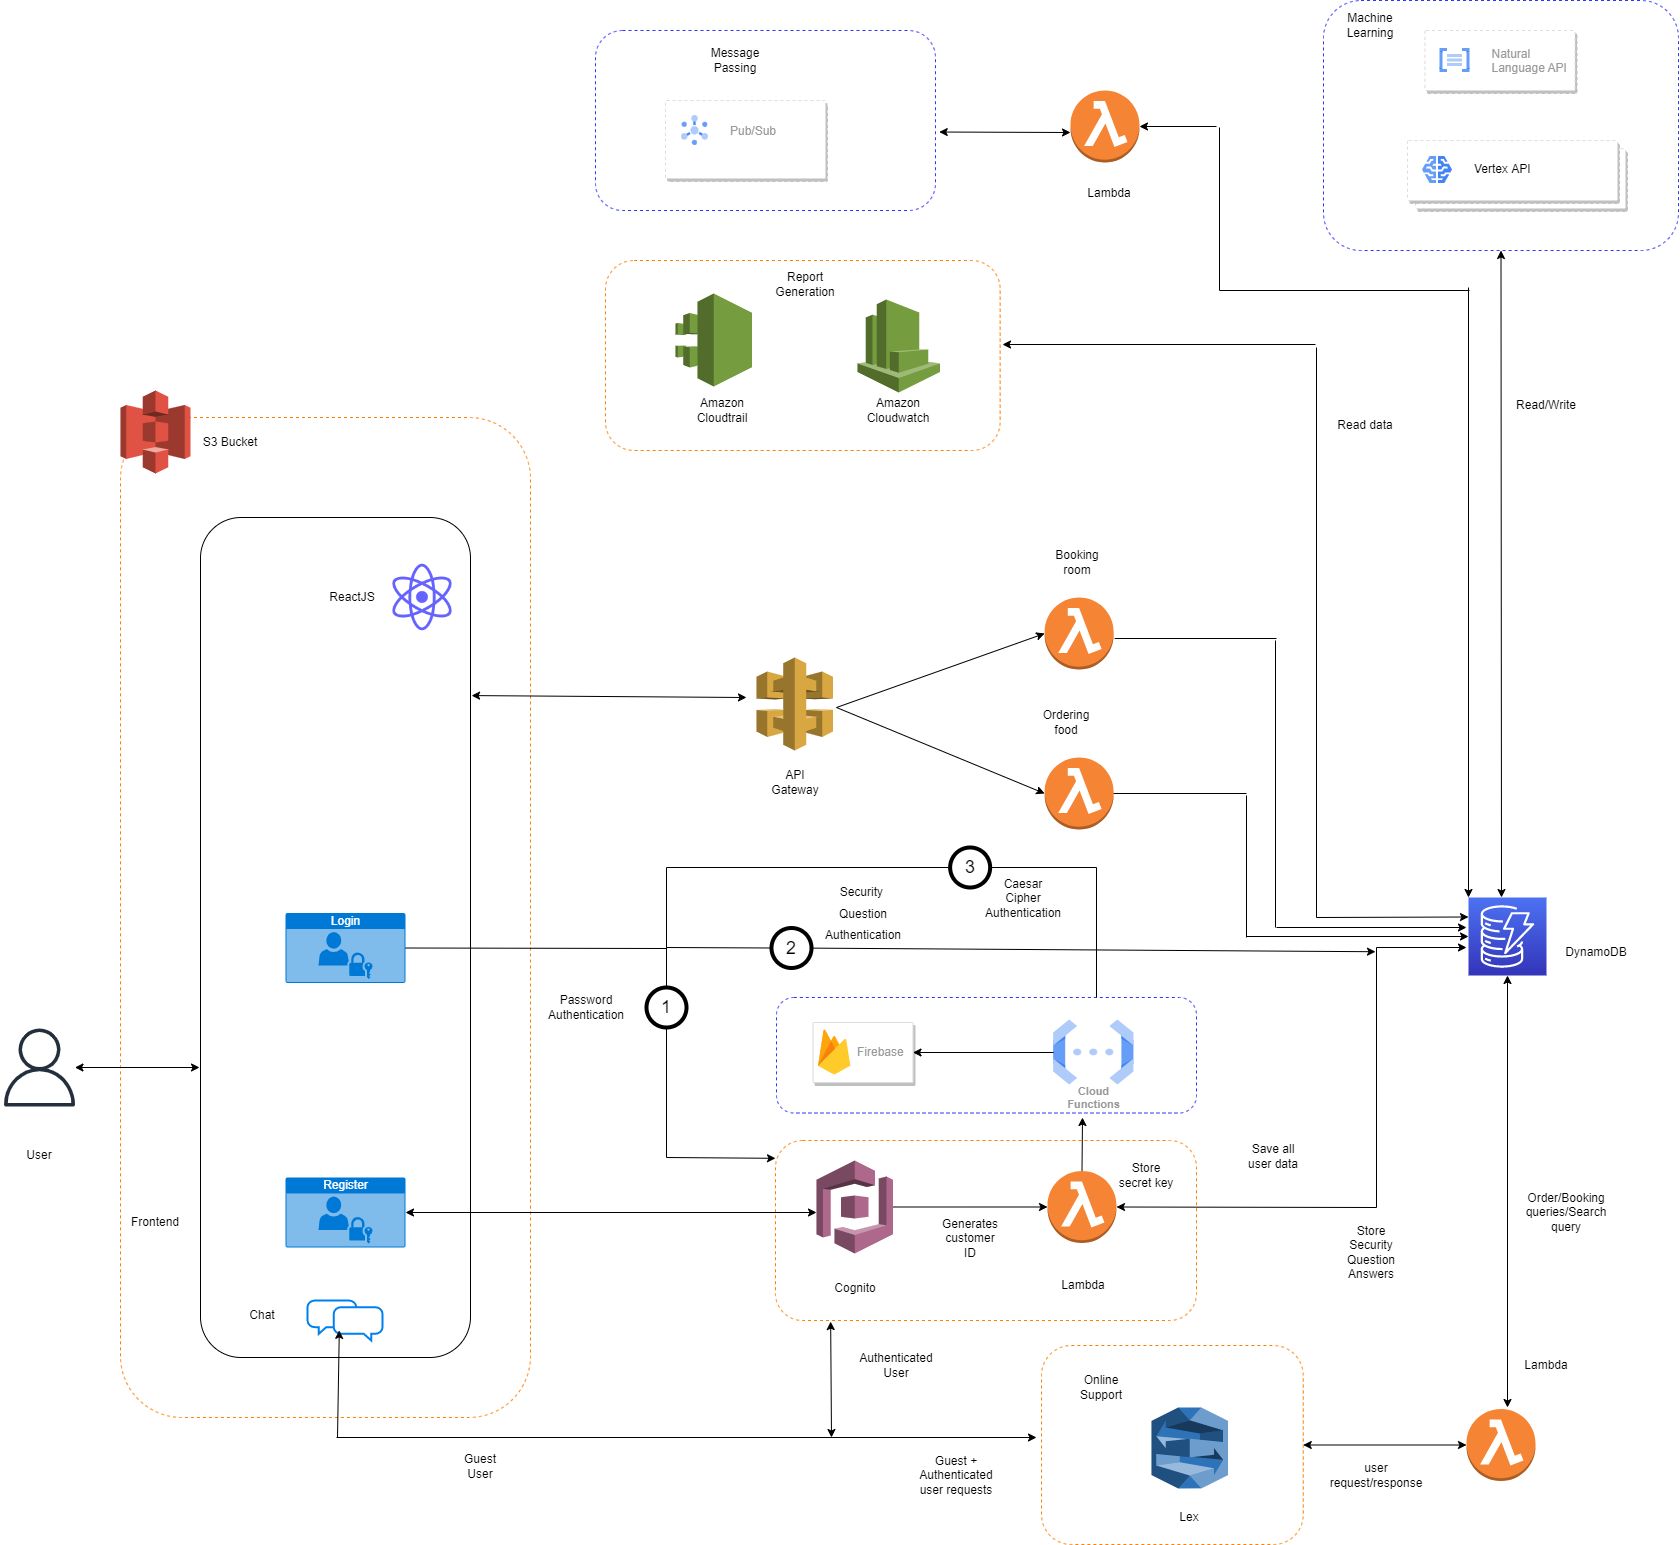 Machine
Learning
Natural
Language API
Vertex API
Message
Passing
Pub/Sub
Lambda
Report
Generation
Amazon
Cloudtrail
Amazon
Cloudwatch
Read/Write
Read data
S3 Bucket
ReactJS
Booking
room
Ordering
food
API
Gateway
3
Caesar
Cipher
Authentication
Security
Question
Authentication
2
Login
DynamoDB
Password
Authentication
1
Firebase
Cloud
Functions
User
Save all
user data
Store
secret key
Register
Frontend
Generates
customer
ID
Cognito
Lambda
Order/Booking
queries/Search
query
Store
Security
Question
Answers
Chat
Authenticated
User
Online
Support
Lambda
Guest
User
Guest +
Authenticated
user requests
user
request/response
Lex